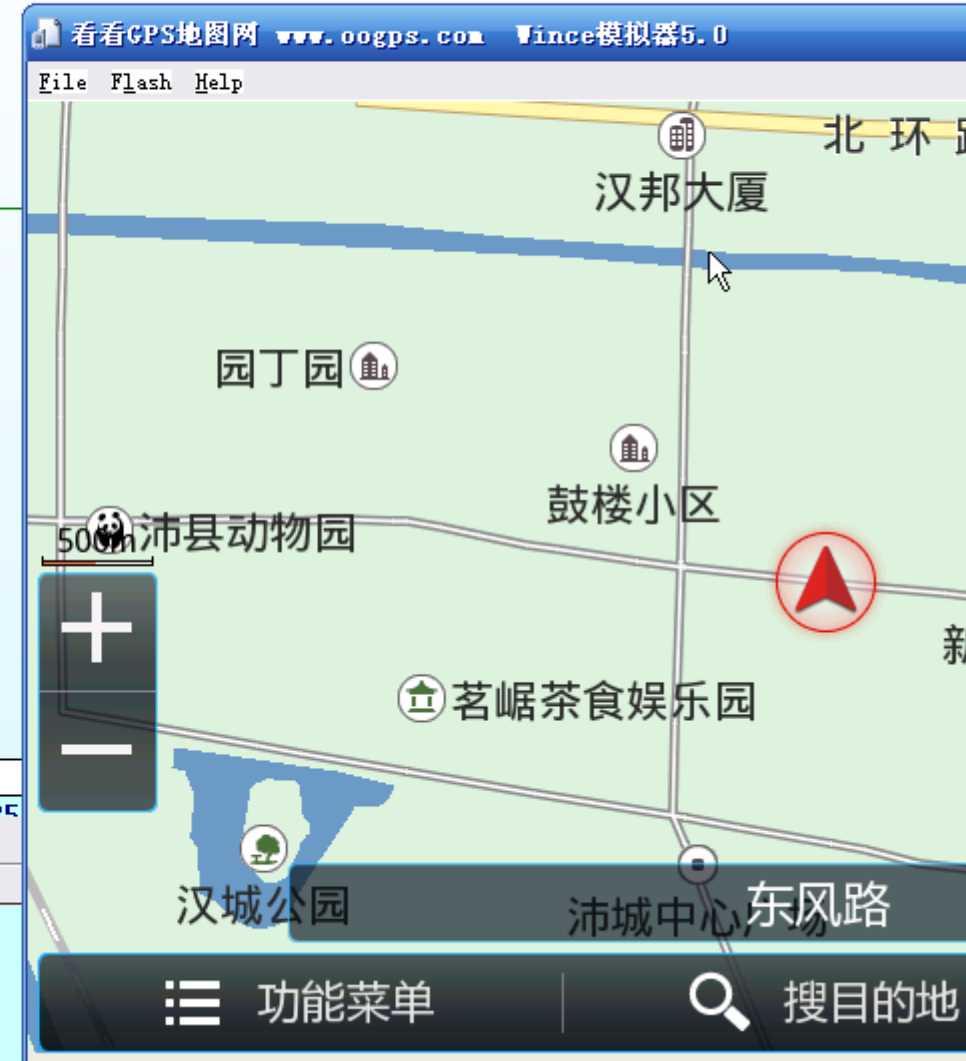 看看GPS地图网 www.oogps.com Wince模拟器5.0
File Flash Help
北环
汉邦大厦
园丁园
鼓楼小区
沛县动物园
500m
新
茗崌茶食娱乐园
汉城公园
东风路
沛城中心广场
功能菜单
搜目的地